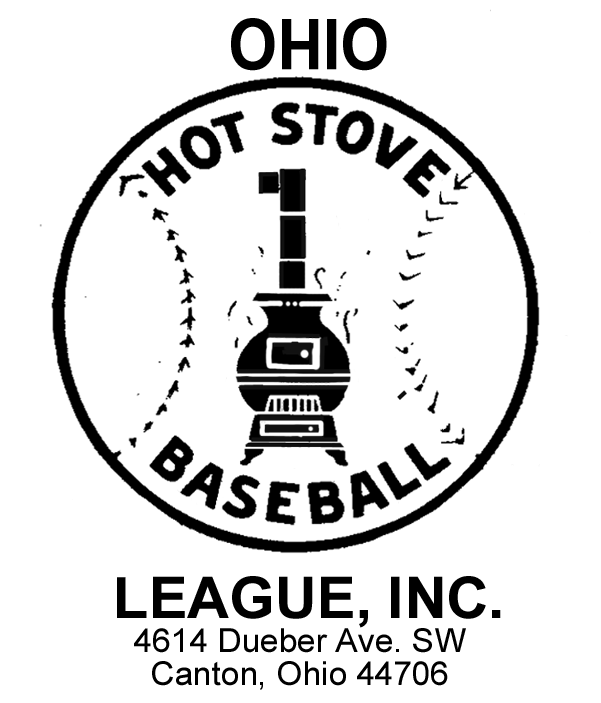 OHIO
HOT STOVE
BASEBALL
LEAGUE, INC.
4614 Dueber Ave. SW
Canton, Ohio 44706